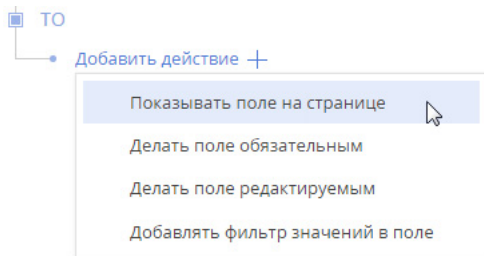 ТО
Добавить действие
Показывать поле на странице
Делать поле обязательным
Делать поле редактируемым
Добавлять фильтр значений в поле